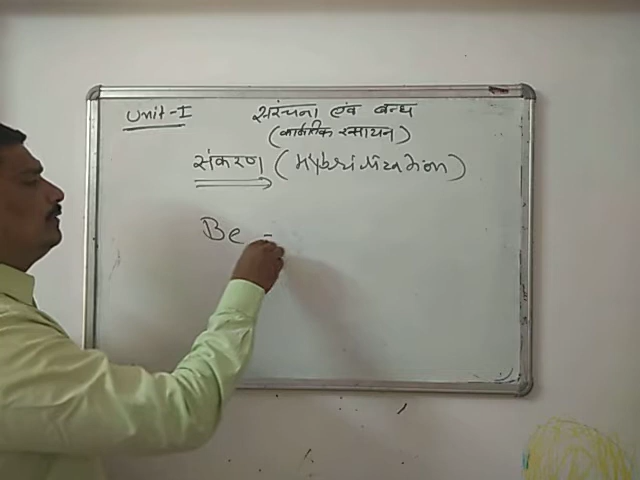 Unit-I
संरचना एवं बन्ध
(कार्बनिक रसायन)
संकरण (Hybridization)
Be =